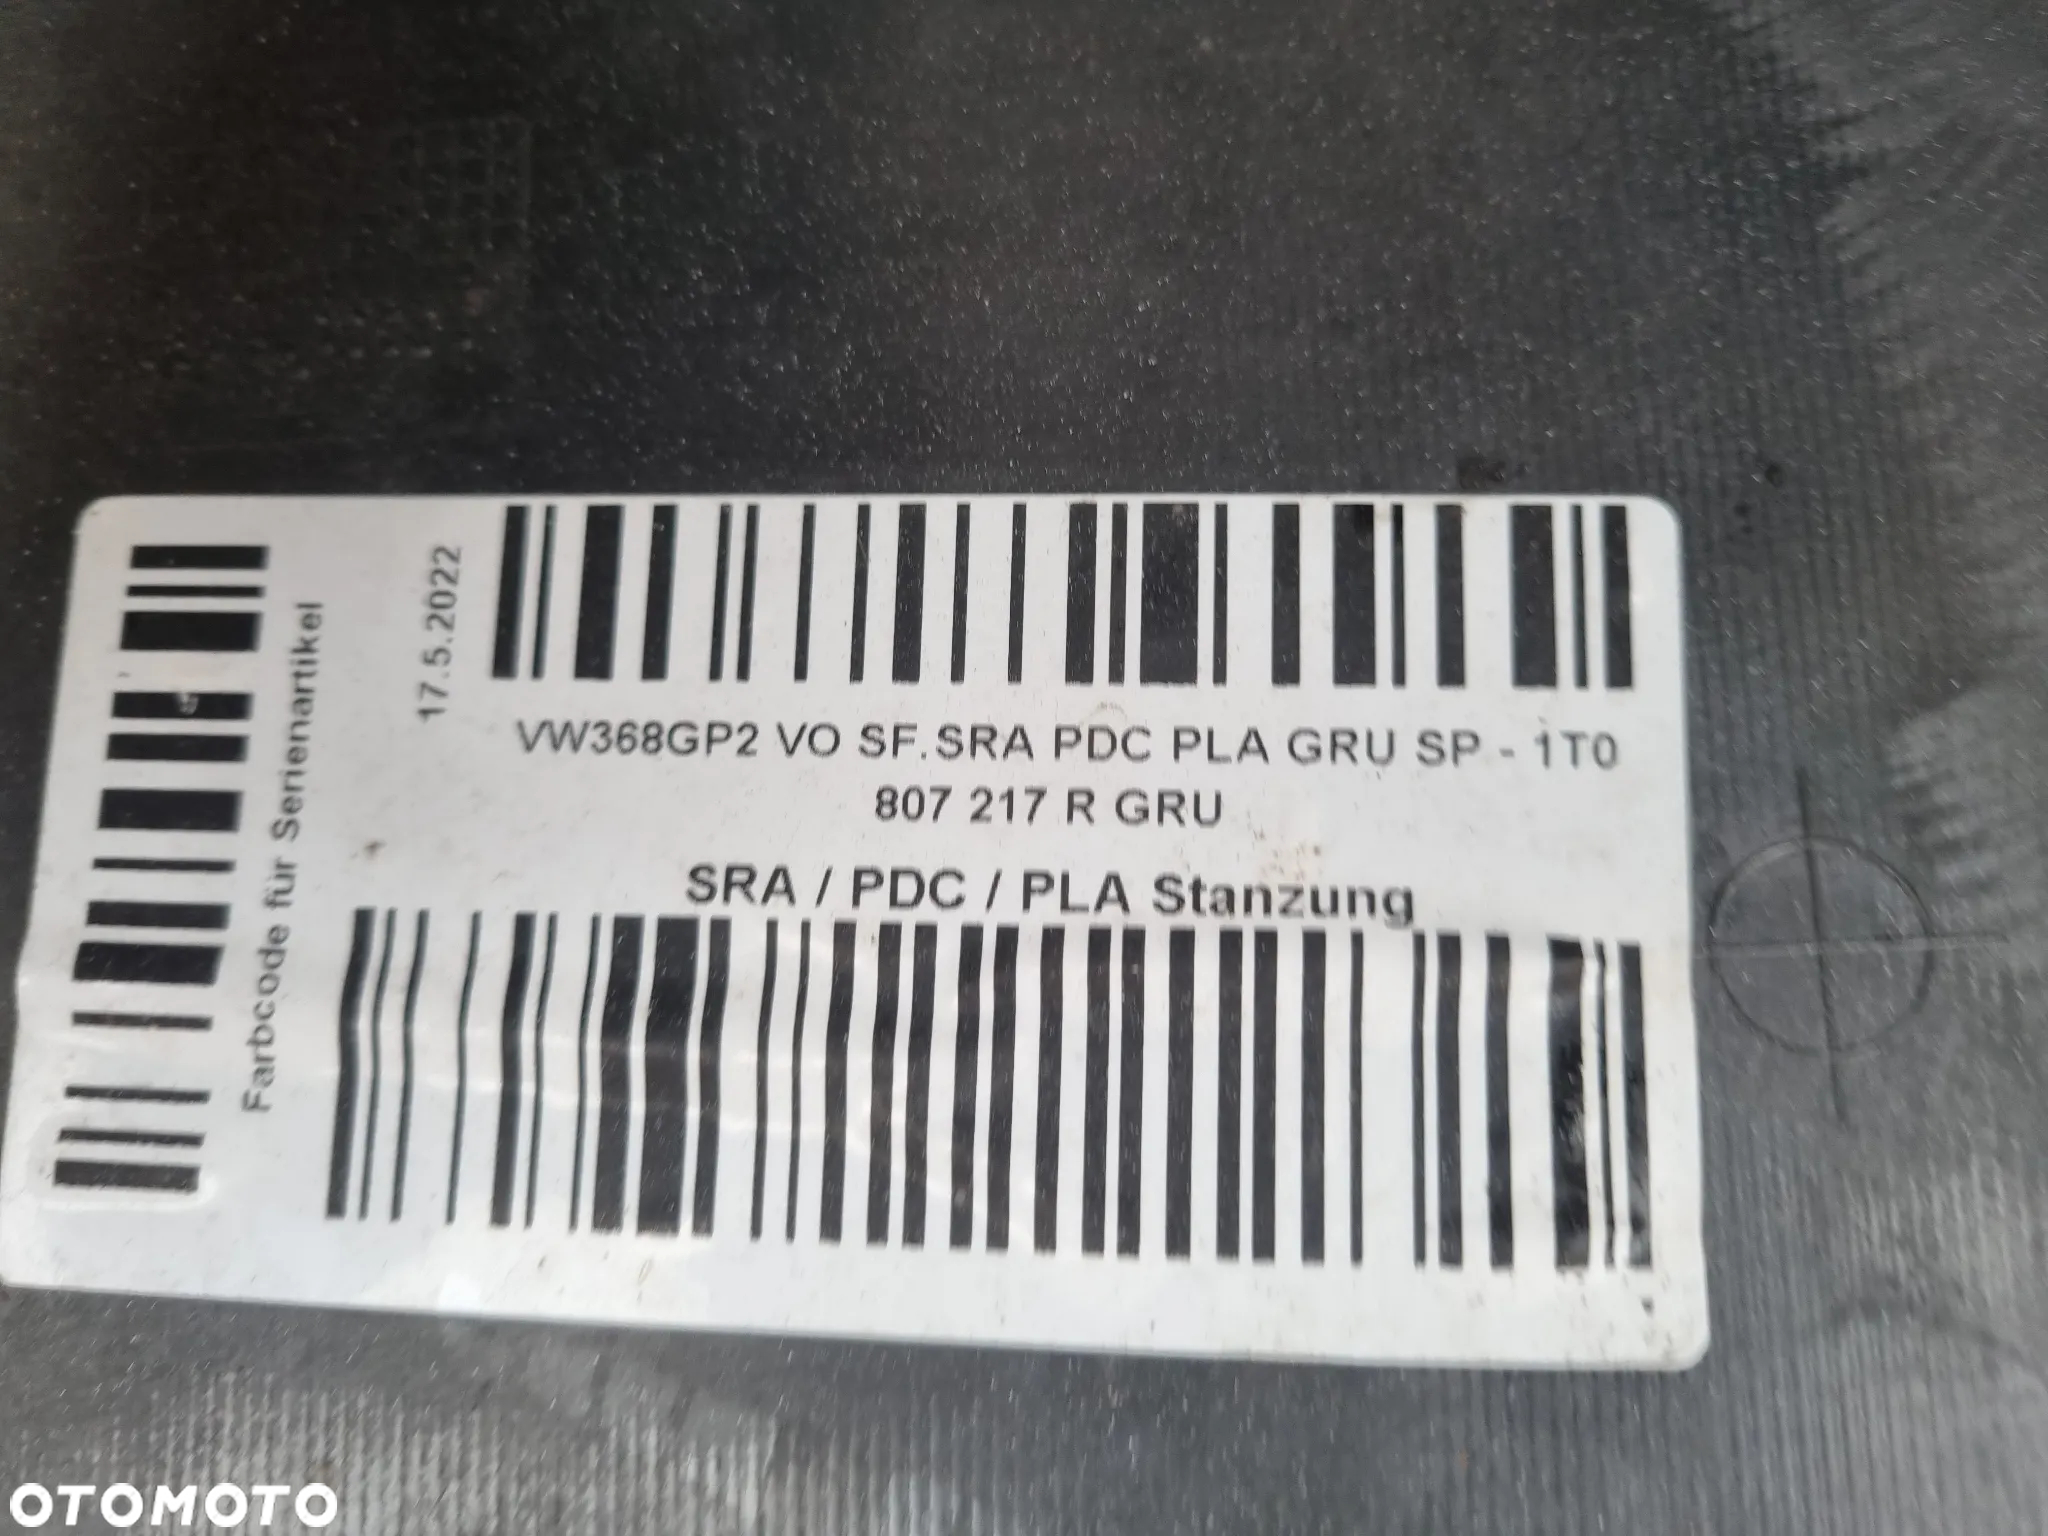 17.5.2022
Farbcode für Serienartikel
VW368GP2 VO SF.SRA PDC PLA GRU SP - 1T0
807 217 R GRU
SRA / PDC / PLA Stanzung
OTOMOTO